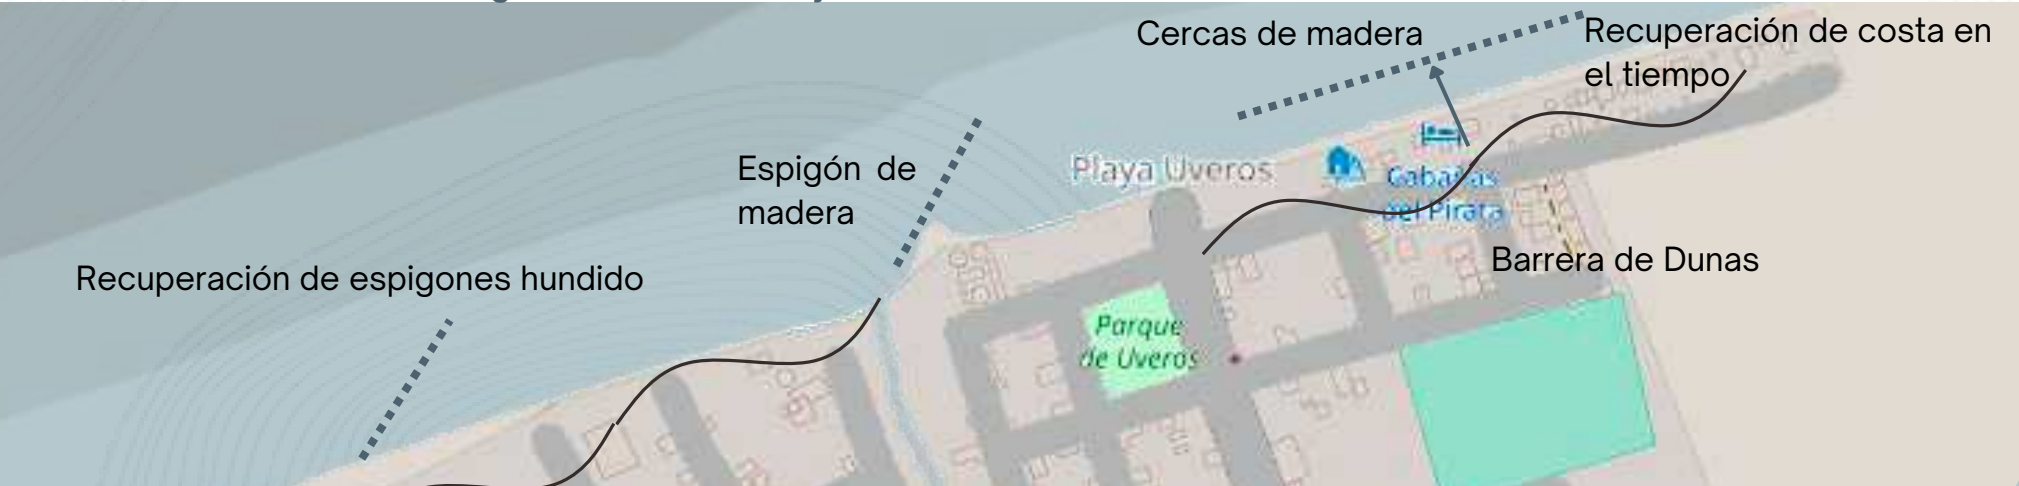 Cercas de madera
Recuperación de costa en
el tiempo
Espigón de
madera
Playa Uveros
Cabañas
del Pirata
Barrera de Dunas
Recuperación de espigones hundido
Parque
de Uveros